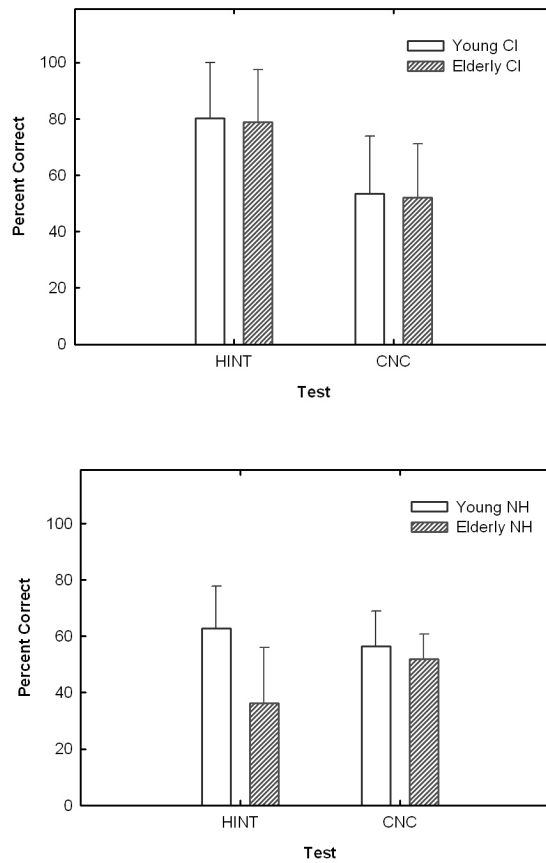 Percent Correct
100
80
60
40
20
0
Young CI
Elderly CI
HINT CNC
Test
Percent Correct
100
80
60
40
20
0
Young NH
Elderly NH
HINT CNC
Test